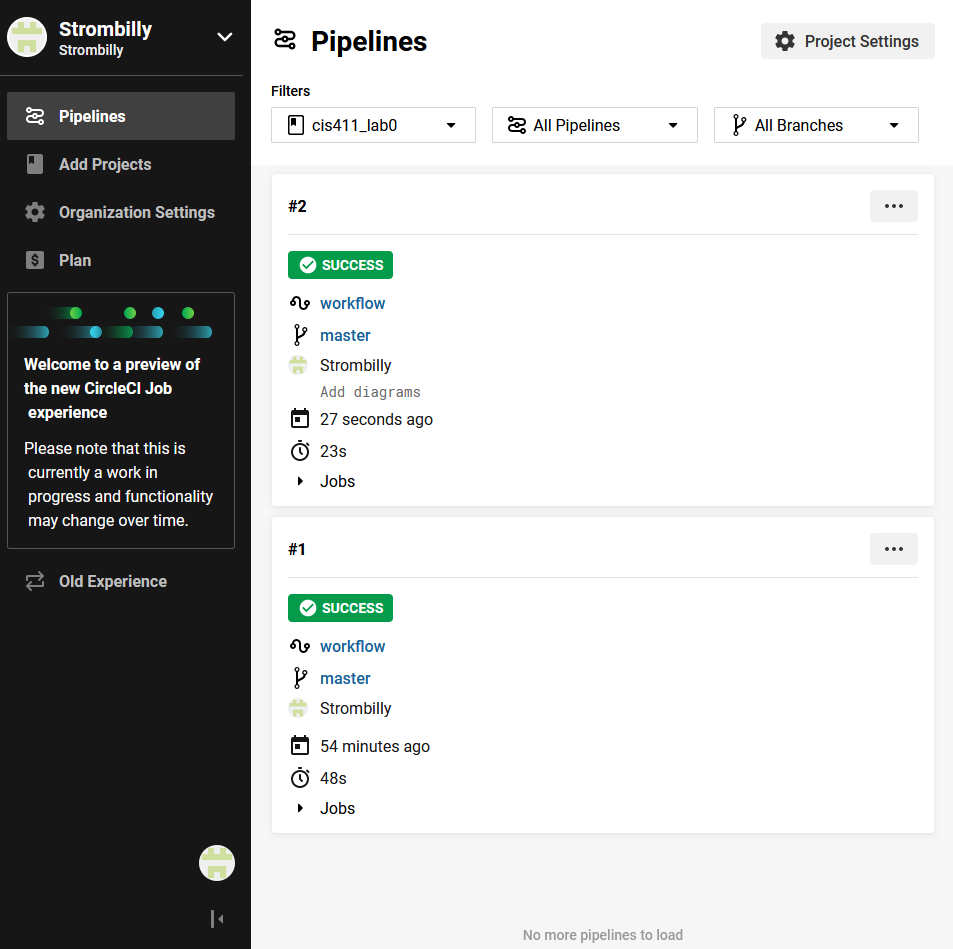 Strombilly
Strombilly
Pipelines
Add Projects
Organization Settings
Plan
Welcome to a preview of
the new CircleCI Job
experience
Please note that this is
currently a work in
progress and functionality
may change over time.
Old Experience
Pipelines
Project Settings
Filters
cis411_lab0
All Pipelines
All Branches
#2
SUCCESS
workflow
master
Strombilly
Add diagrams
27 seconds ago
23s
Jobs
#1
SUCCESS
workflow
master
Strombilly
54 minutes ago
48s
Jobs
No more pipelines to load